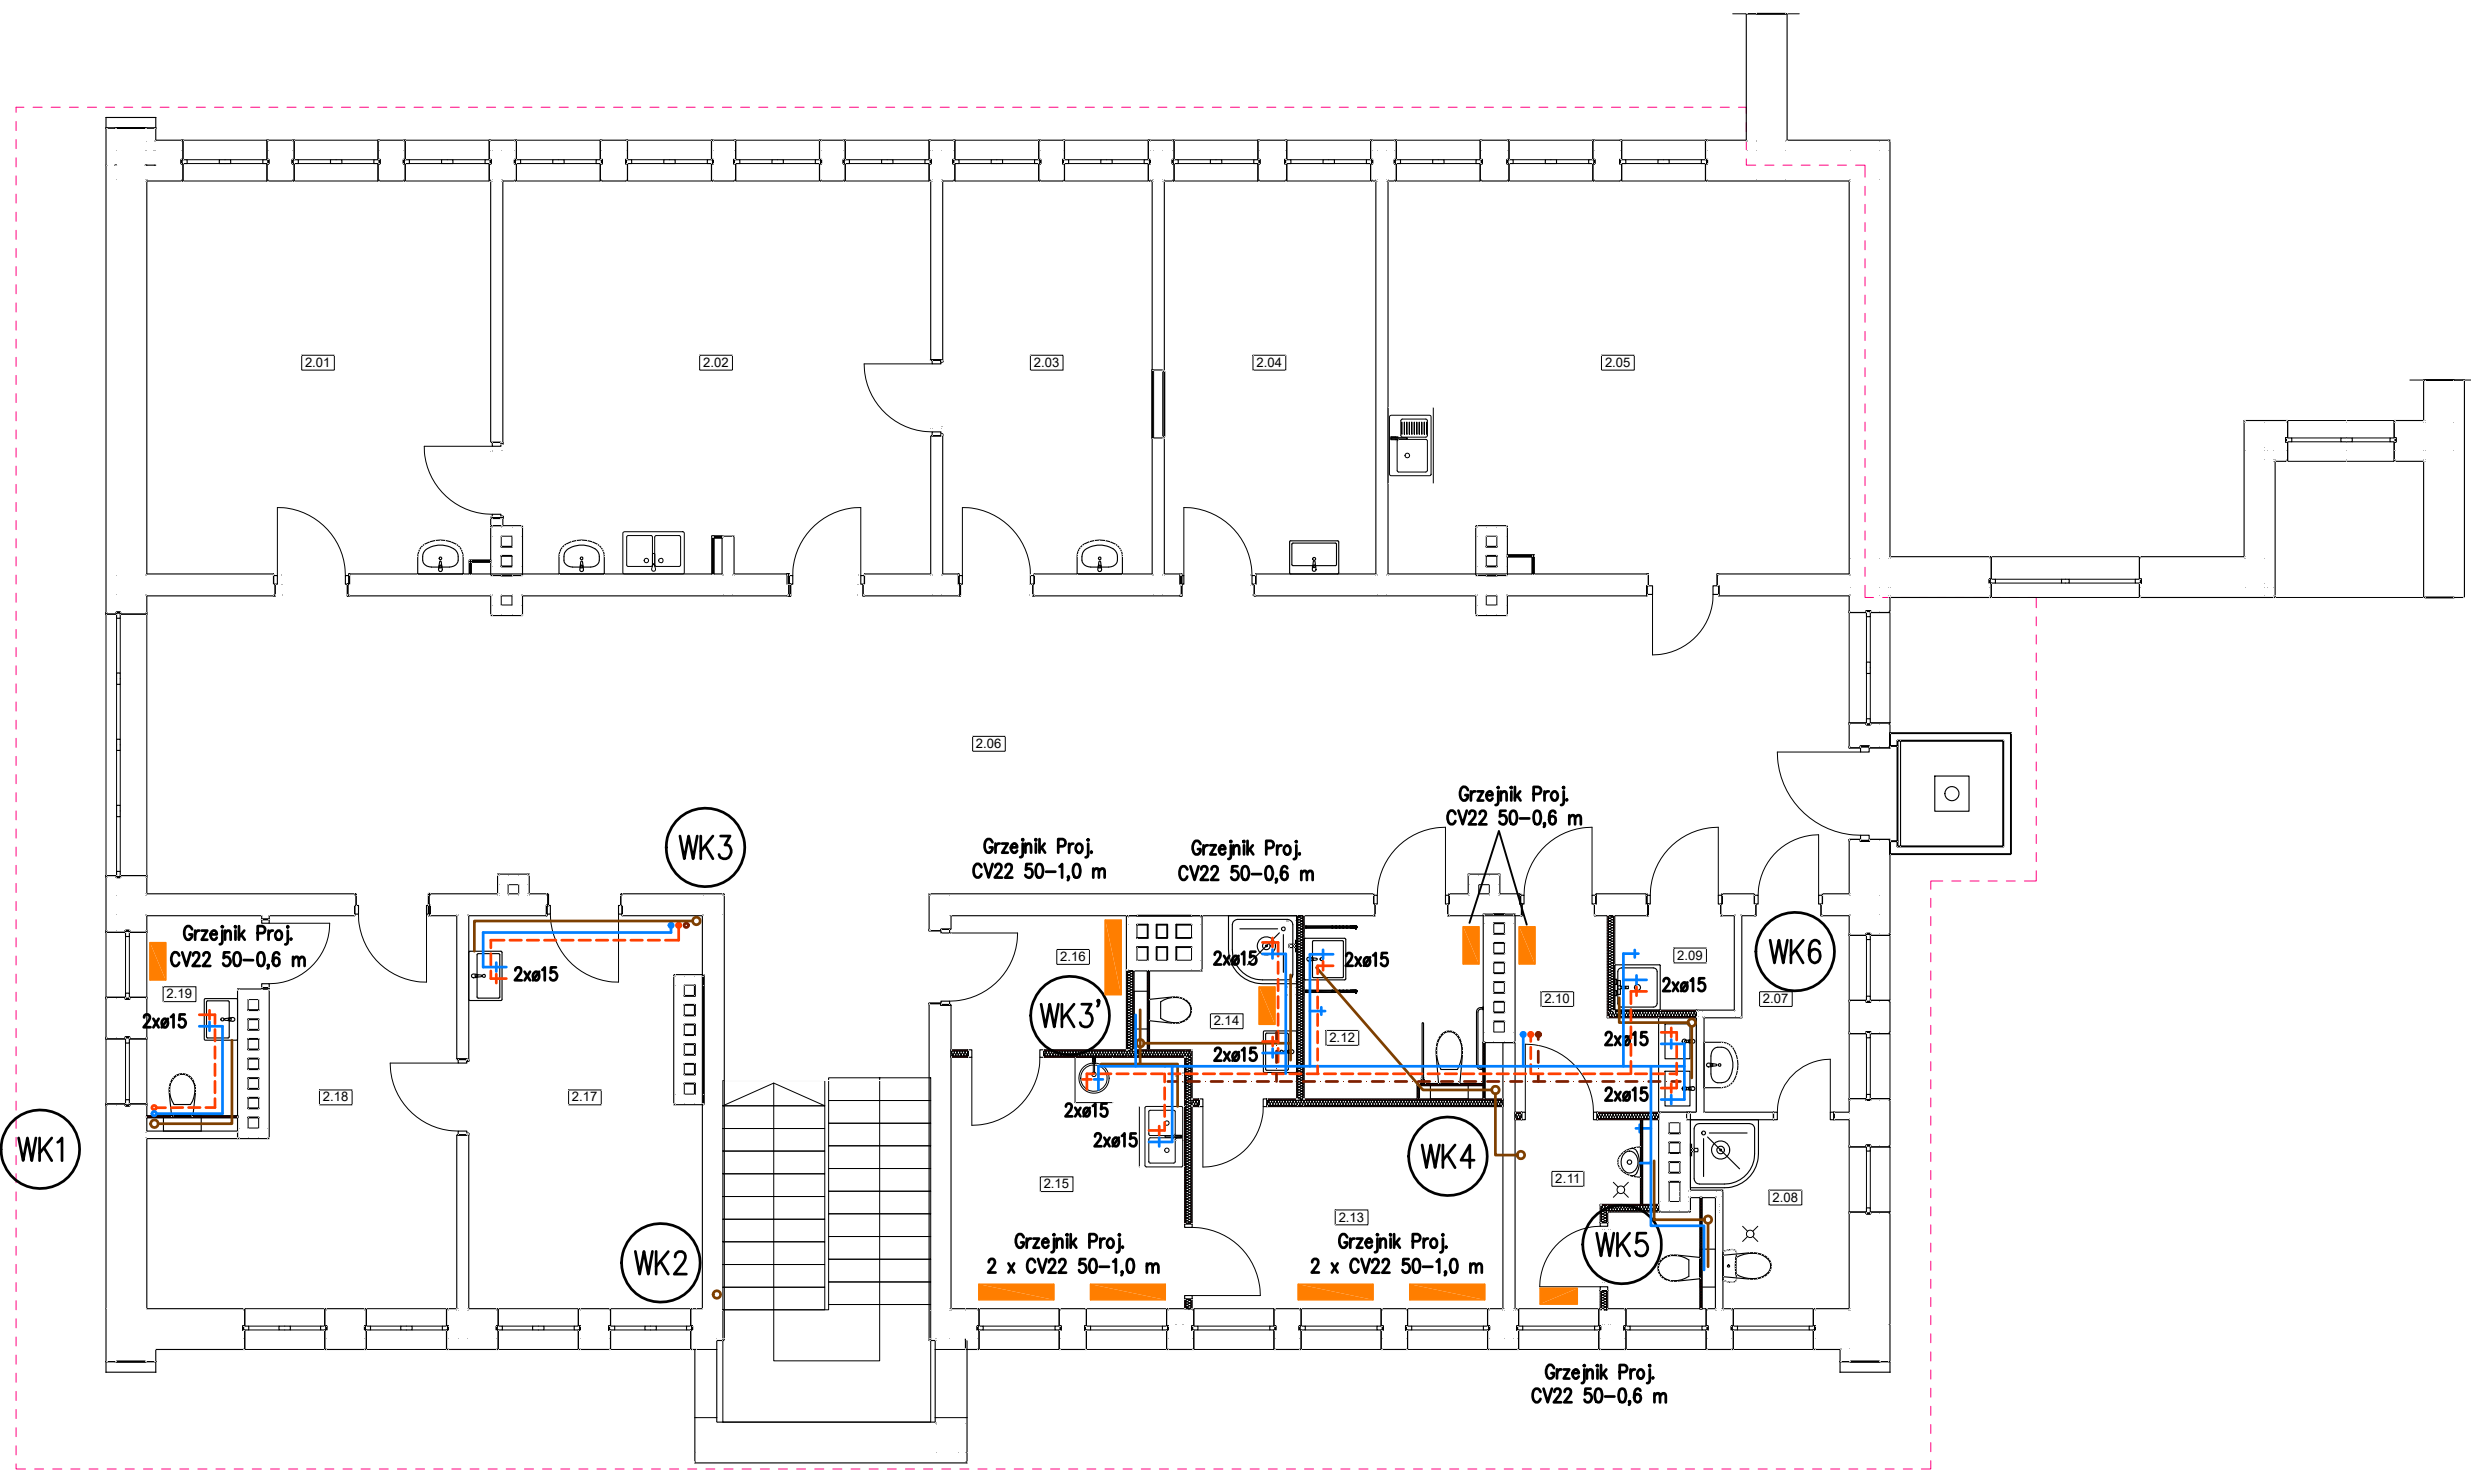 2.01
2.02
2.03
2.04
2.05
2.06
Grzejnik Proj.
CV22 50-0,6 m
WK3
Grzejnik Proj.
CV22 50-1,0 m
Grzejnik Proj.
CV22 50-0,6 m
Grzejnik Proj.
CV22 50-0,6 m
2.19
2xø15
2xø15
2.16
2xø15
2xø15
2.09
WK6
2xø15
2.07
2.10
WK3'
2.14
2.12
2xø15
2xø15
2xø15
2.18
2.17
2xø15
2xø15
WK1
WK4
2.15
2.11
2.08
2.13
WK2
WK5
Grzejnik Proj.
2 x CV22 50-1,0 m
Grzejnik Proj.
2 x CV22 50-1,0 m
Grzejnik Proj.
CV22 50-0,6 m